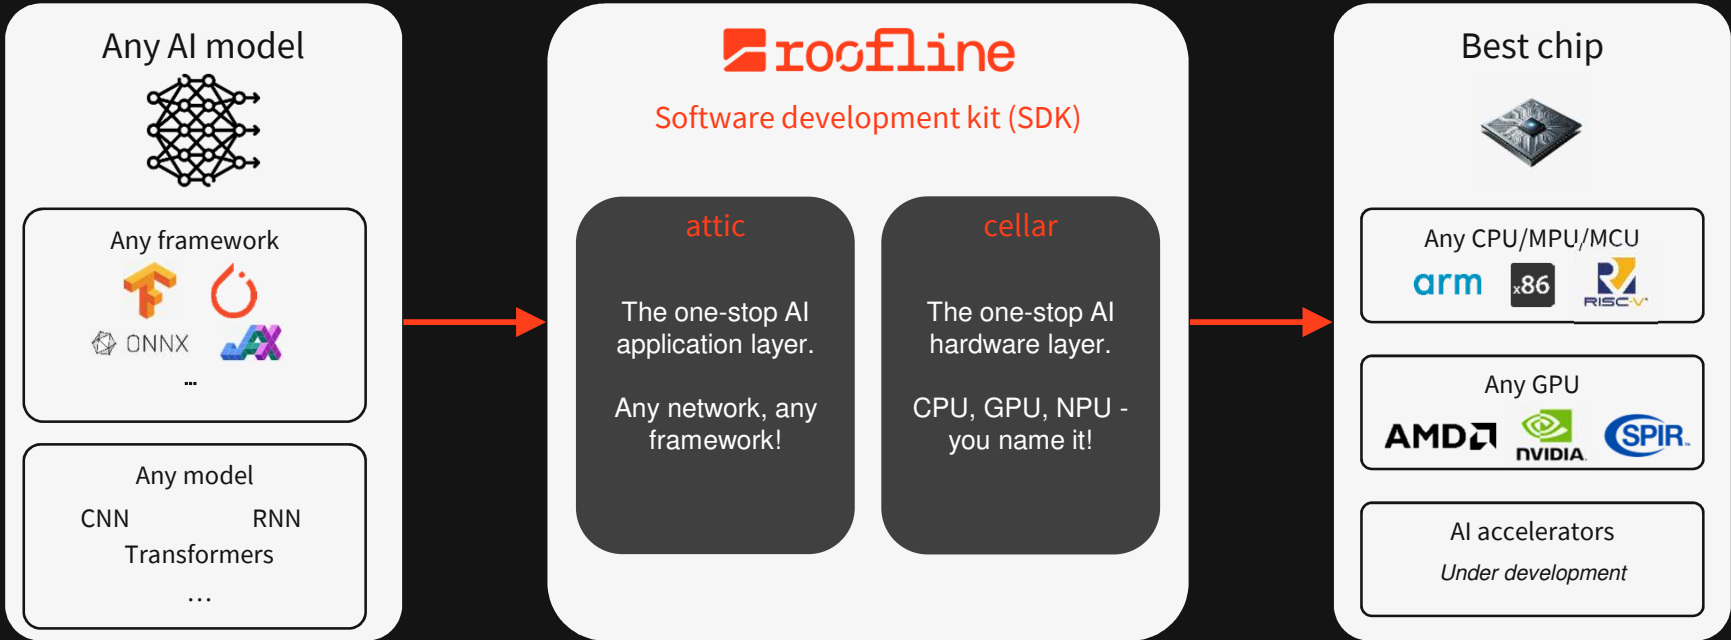 Any AI model
Any framework
ONNX
JAX
...
Any model
CNN RNN
Transformers
...
roofline
Software development kit (SDK)
attic
The one-stop AI
application layer.
Any network, any
framework!
cellar
The one-stop AI
hardware layer.
CPU, GPU, NPU -
you name it!
Best chip
Any CPU/MPU/MCU
arm x86 RISC-V
Any GPU
AMD NVIDIA SPIR
AI accelerators
Under development